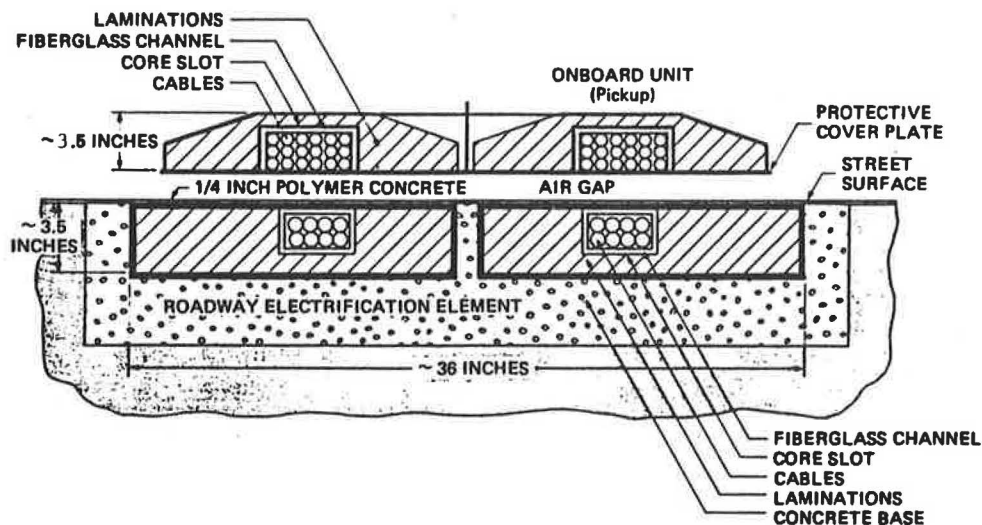 LAMINATIONS
FIBERGLASS CHANNEL
CORE SLOT
CABLES
ONBOARD UNIT
(Pickup)
PROTECTIVE
COVER PLATE
~3.5 INCHES
STREET
SURFACE
1/4 INCH POLYMER CONCRETE
AIR GAP
~ 3.5
INCHES
ROADWAY ELECTRIFICATION ELEMENT
~ 36 INCHES
FIBERGLASS CHANNEL
CORE SLOT
CABLES
LAMINATIONS
CONCRETE BASE